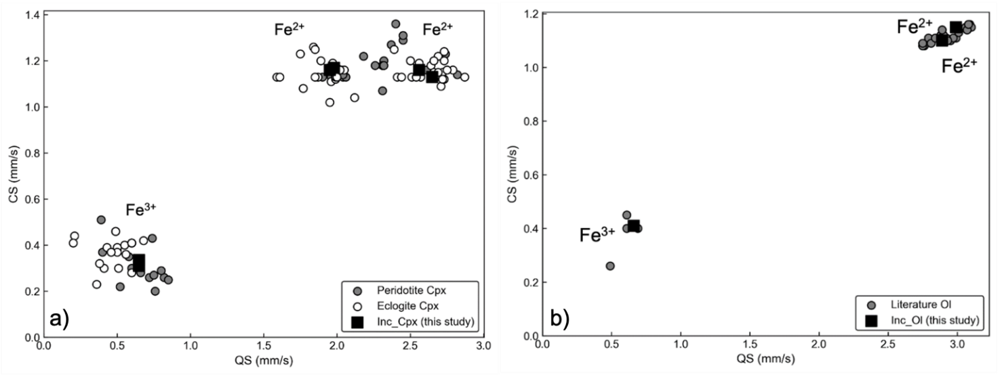 1.4
1.2
1.0
0.8
0.6
0.4
0.2
0.0
CS (mm/s)
Fe2+
Fe2+
Fe3+
a)
Peridotite Cpx
Eclogite Cpx
Inc_Cpx (this study)
0.0 0.5 1.0 1.5 2.0 2.5 3.0
QS (mm/s)
1.2
1.0
0.8
0.6
0.4
0.2
0.0
CS (mm/s)
Fe2+
Fe2+
Fe3+
b)
Literature Ol
Inc_Ol (this study)
0.0 0.5 1.0 1.5 2.0 2.5 3.0
QS (mm/s)